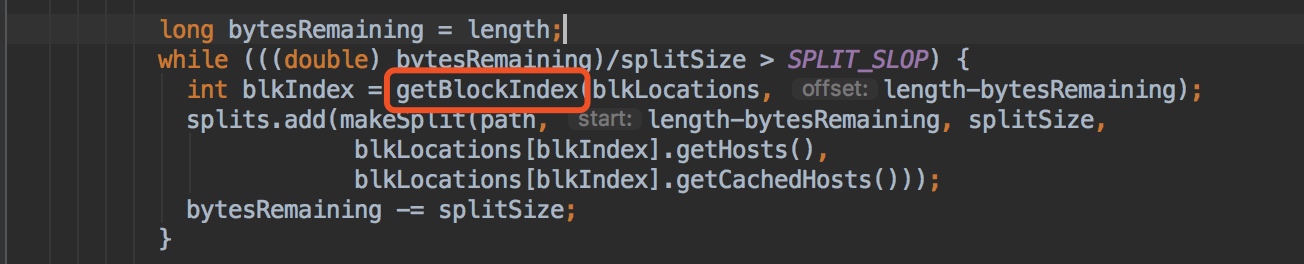 long bytesRemaining = length;
while (((double) bytesRemaining)/splitSize > SPLIT_SLOP) {
int blkIndex = getBlockIndex(blkLocations, offset: length-bytesRemaining);
splits.add(makeSplit(path, start: length-bytesRemaining, splitSize,
blkLocations[blkIndex].getHosts(),
blkLocations[blkIndex].getCachedHosts()));
bytesRemaining -= splitSize;
}